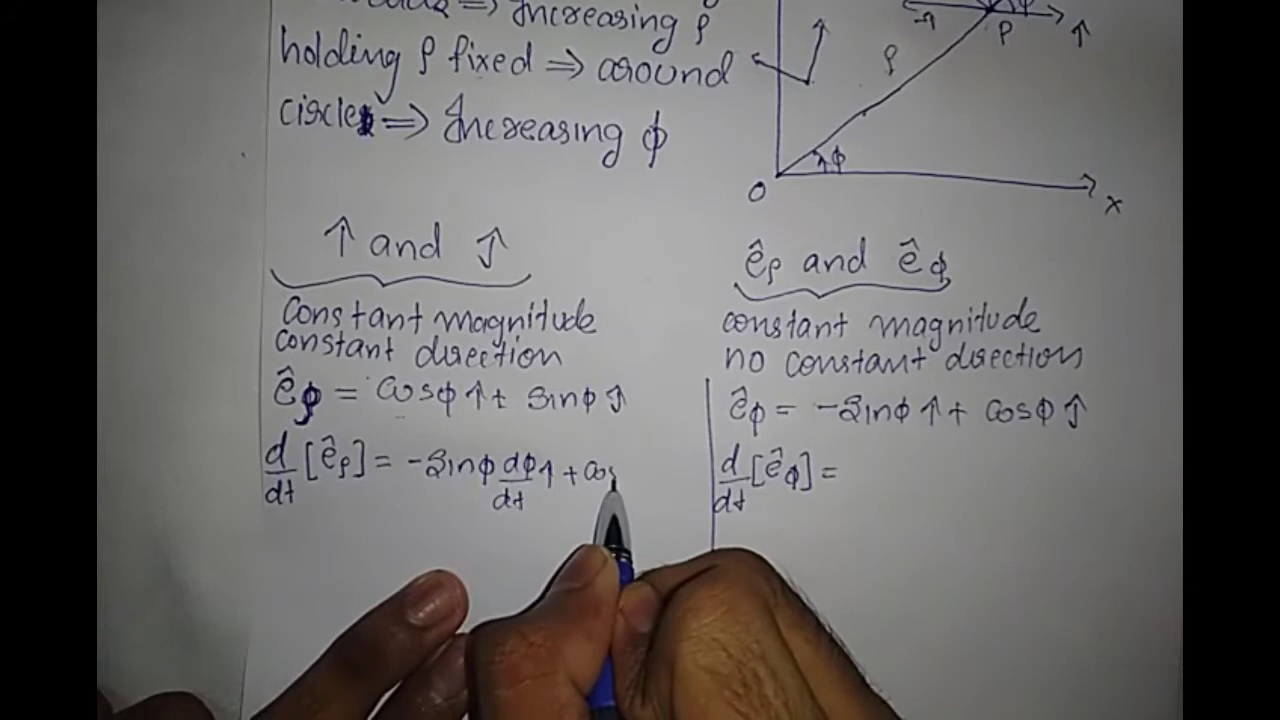 ⇒ Increasing ρ
holding ρ fixed ⇒ around
circle ⇒ Increasing ϕ
ρ
P
î
ϕ
O
x
î and ĵ
constant magnitude
constant direction
ê_ρ = cosϕ î + sinϕ ĵ
d/dt [ê_ρ] = -sinϕ dϕ/dt î + cos
ê_ρ and ê_ϕ
constant magnitude
no constant direction
ê_ϕ = -sinϕ î + cosϕ ĵ
d/dt [ê_ϕ] =